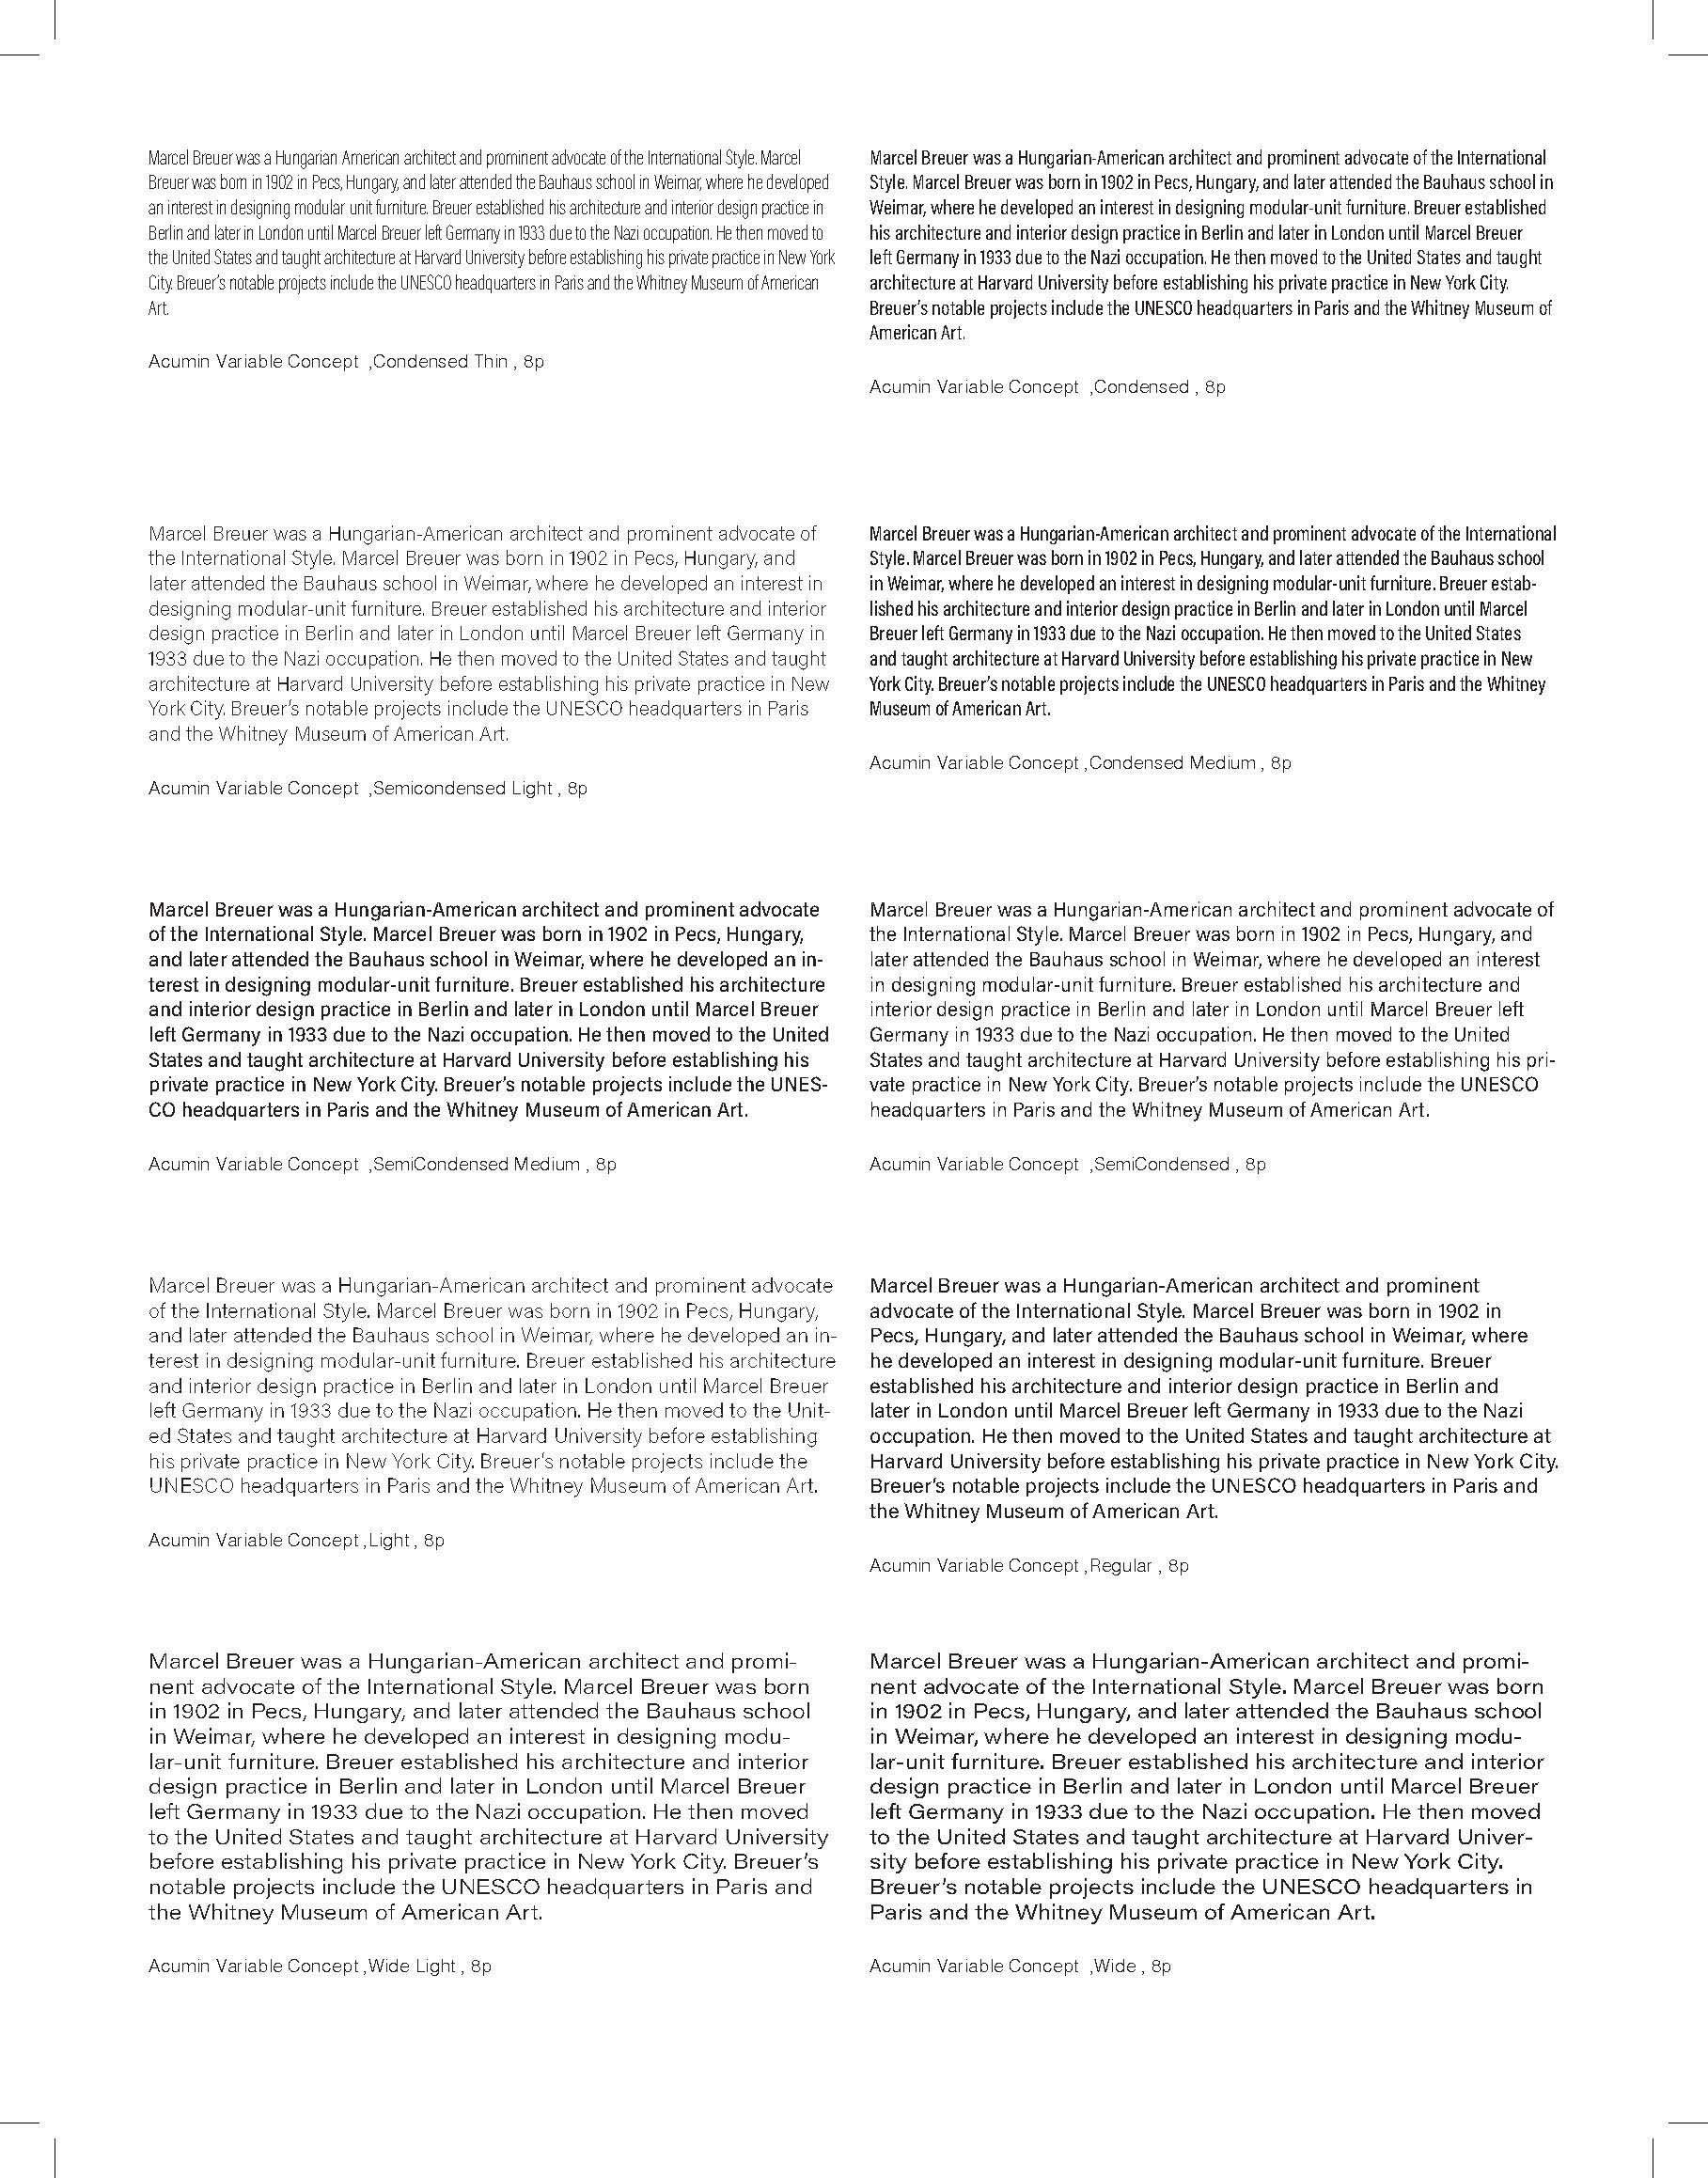 Marcel Breuer was a Hungarian American architect and prominent advocate of the International Style. Marcel
Breuer was born in 1902 in Pecs, Hungary, and later attended the Bauhaus school in Weimar, where he developed
an interest in designing modular unit furniture. Breuer established his architecture and interior design practice in
Berlin and later in London until Marcel Breuer left Germany in 1933 due to the Nazi occupation. He then moved to
the United States and taught architecture at Harvard University before establishing his private practice in New York
City. Breuer's notable projects include the UNESCO headquarters in Paris and the Whitney Museum of American
Art.
Acumin Variable Concept ,Condensed Thin , 8p
Marcel Breuer was a Hungarian-American architect and prominent advocate of the International
Style. Marcel Breuer was born in 1902 in Pecs, Hungary, and later attended the Bauhaus school in
Weimar, where he developed an interest in designing modular-unit furniture. Breuer established
his architecture and interior design practice in Berlin and later in London until Marcel Breuer
left Germany in 1933 due to the Nazi occupation. He then moved to the United States and taught
architecture at Harvard University before establishing his private practice in New York City.
Breuer's notable projects include the UNESCO headquarters in Paris and the Whitney Museum of
American Art.
Acumin Variable Concept ,Condensed , 8p
Marcel Breuer was a Hungarian-American architect and prominent advocate of
the International Style. Marcel Breuer was born in 1902 in Pecs, Hungary, and
later attended the Bauhaus school in Weimar, where he developed an interest in
designing modular-unit furniture. Breuer established his architecture and interior
design practice in Berlin and later in London until Marcel Breuer left Germany in
1933 due to the Nazi occupation. He then moved to the United States and taught
architecture at Harvard University before establishing his private practice in New
York City. Breuer's notable projects include the UNESCO headquarters in Paris
and the Whitney Museum of American Art.
Acumin Variable Concept ,Semicondensed Light , 8p
Marcel Breuer was a Hungarian-American architect and prominent advocate of the International
Style. Marcel Breuer was born in 1902 in Pecs, Hungary, and later attended the Bauhaus school
in Weimar, where he developed an interest in designing modular-unit furniture. Breuer estab-
lished his architecture and interior design practice in Berlin and later in London until Marcel
Breuer left Germany in 1933 due to the Nazi occupation. He then moved to the United States
and taught architecture at Harvard University before establishing his private practice in New
York City. Breuer's notable projects include the UNESCO headquarters in Paris and the Whitney
Museum of American Art.
Acumin Variable Concept ,Condensed Medium , 8p
Marcel Breuer was a Hungarian-American architect and prominent advocate
of the International Style. Marcel Breuer was born in 1902 in Pecs, Hungary,
and later attended the Bauhaus school in Weimar, where he developed an in-
terest in designing modular-unit furniture. Breuer established his architecture
and interior design practice in Berlin and later in London until Marcel Breuer
left Germany in 1933 due to the Nazi occupation. He then moved to the United
States and taught architecture at Harvard University before establishing his
private practice in New York City. Breuer's notable projects include the UNES-
CO headquarters in Paris and the Whitney Museum of American Art.
Acumin Variable Concept ,SemiCondensed Medium , 8p
Marcel Breuer was a Hungarian-American architect and prominent advocate of
the International Style. Marcel Breuer was born in 1902 in Pecs, Hungary, and
later attended the Bauhaus school in Weimar, where he developed an interest
in designing modular-unit furniture. Breuer established his architecture and
interior design practice in Berlin and later in London until Marcel Breuer left
Germany in 1933 due to the Nazi occupation. He then moved to the United
States and taught architecture at Harvard University before establishing his pri-
vate practice in New York City. Breuer's notable projects include the UNESCO
headquarters in Paris and the Whitney Museum of American Art.
Acumin Variable Concept ,SemiCondensed , 8p
Marcel Breuer was a Hungarian-American architect and prominent advocate
of the International Style. Marcel Breuer was born in 1902 in Pecs, Hungary,
and later attended the Bauhaus school in Weimar, where he developed an in-
terest in designing modular-unit furniture. Breuer established his architecture
and interior design practice in Berlin and later in London until Marcel Breuer
left Germany in 1933 due to the Nazi occupation. He then moved to the Unit-
ed States and taught architecture at Harvard University before establishing
his private practice in New York City. Breuer's notable projects include the
UNESCO headquarters in Paris and the Whitney Museum of American Art.
Acumin Variable Concept ,Light , 8p
Marcel Breuer was a Hungarian-American architect and prominent
advocate of the International Style. Marcel Breuer was born in 1902 in
Pecs, Hungary, and later attended the Bauhaus school in Weimar, where
he developed an interest in designing modular-unit furniture. Breuer
established his architecture and interior design practice in Berlin and
later in London until Marcel Breuer left Germany in 1933 due to the Nazi
occupation. He then moved to the United States and taught architecture at
Harvard University before establishing his private practice in New York City.
Breuer's notable projects include the UNESCO headquarters in Paris and
the Whitney Museum of American Art.
Acumin Variable Concept ,Regular , 8p
Marcel Breuer was a Hungarian-American architect and promi-
nent advocate of the International Style. Marcel Breuer was born
in 1902 in Pecs, Hungary, and later attended the Bauhaus school
in Weimar, where he developed an interest in designing modu-
lar-unit furniture. Breuer established his architecture and interior
design practice in Berlin and later in London until Marcel Breuer
left Germany in 1933 due to the Nazi occupation. He then moved
to the United States and taught architecture at Harvard University
before establishing his private practice in New York City. Breuer's
notable projects include the UNESCO headquarters in Paris and
the Whitney Museum of American Art.
Acumin Variable Concept ,Wide Light , 8p
Marcel Breuer was a Hungarian-American architect and promi-
nent advocate of the International Style. Marcel Breuer was born
in 1902 in Pecs, Hungary, and later attended the Bauhaus school
in Weimar, where he developed an interest in designing modu-
lar-unit furniture. Breuer established his architecture and interior
design practice in Berlin and later in London until Marcel Breuer
left Germany in 1933 due to the Nazi occupation. He then moved
to the United States and taught architecture at Harvard Univer-
sity before establishing his private practice in New York City.
Breuer's notable projects include the UNESCO headquarters in
Paris and the Whitney Museum of American Art.
Acumin Variable Concept ,Wide , 8p